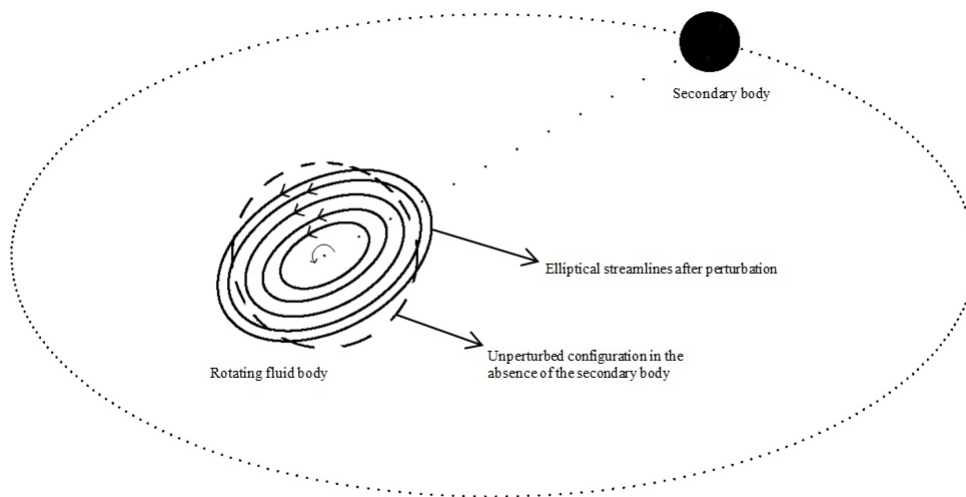 Secondary body
Elliptical streamlines after perturbation
Unperturbed configuration in the
absence of the secondary body
Rotating fluid body